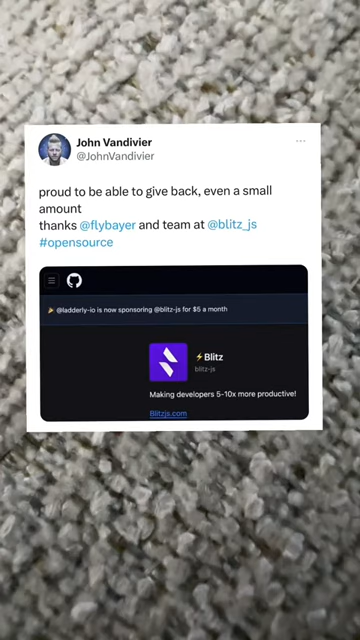 John Vandivier
@JohnVandivier
proud to be able to give back, even a small
amount
thanks @flybayer and team at @blitz_js
#opensource
🎉 @ladderly-io is now sponsoring @blitz-js for $5 a month
⚡Blitz
blitz-js
Making developers 5-10x more productive!
Blitzjs.com